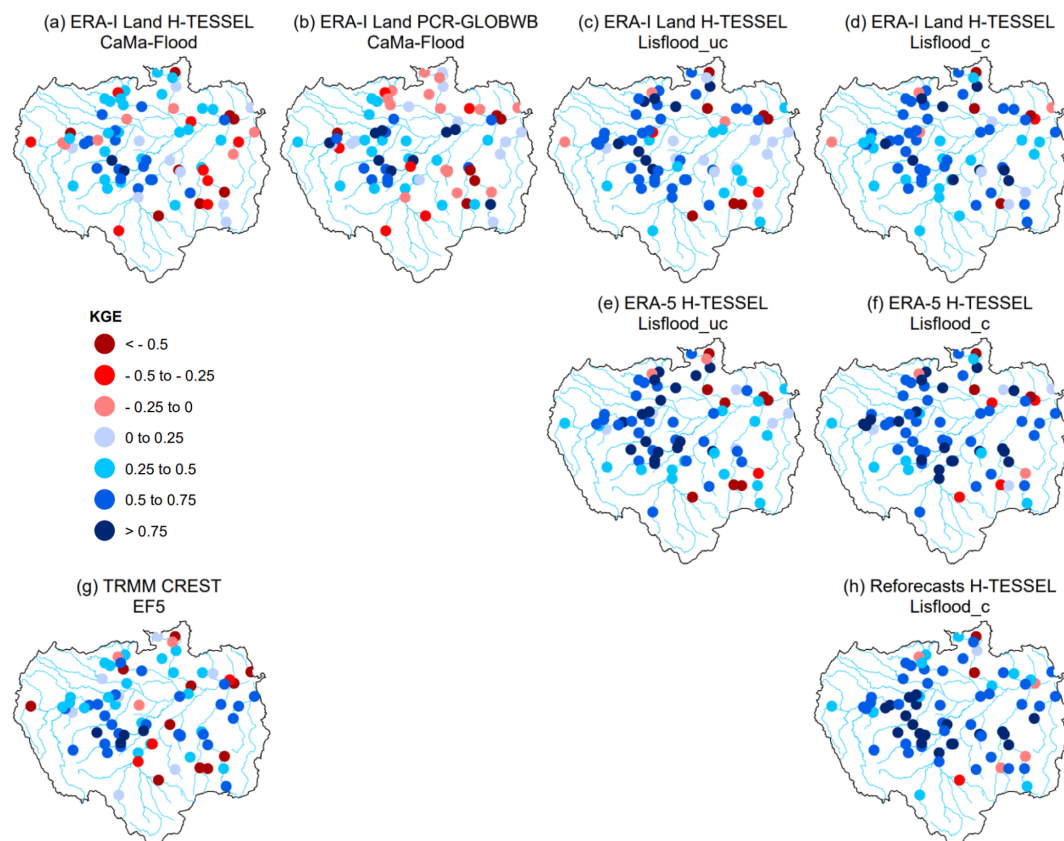 (a) ERA-I Land H-TESSEL
CaMa-Flood
(b) ERA-I Land PCR-GLOBWB
CaMa-Flood
(c) ERA-I Land H-TESSEL
Lisflood_uc
(d) ERA-I Land H-TESSEL
Lisflood_c
(e) ERA-5 H-TESSEL
Lisflood_uc
(f) ERA-5 H-TESSEL
Lisflood_c
KGE
< - 0.5
- 0.5 to - 0.25
- 0.25 to 0
0 to 0.25
0.25 to 0.5
0.5 to 0.75
> 0.75
(g) TRMM CREST
EF5
(h) Reforecasts H-TESSEL
Lisflood_c